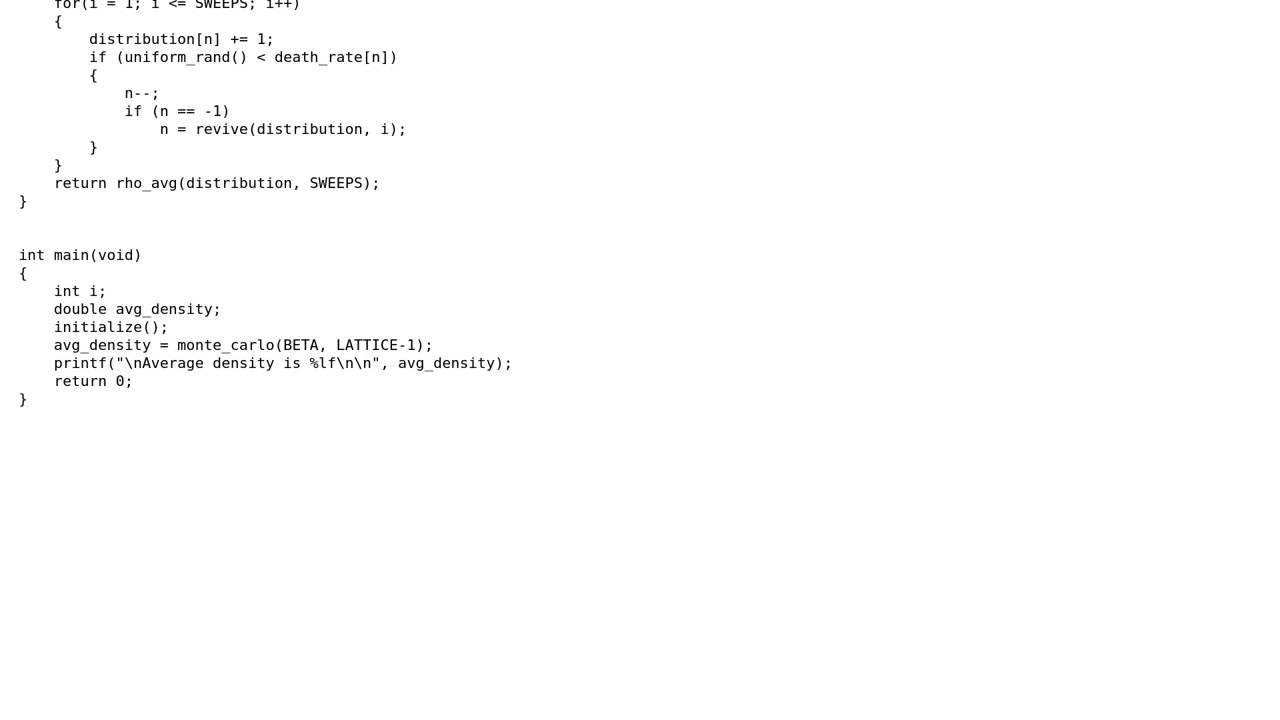 for(i = 1; i <= SWEEPS; i++)
    {
        distribution[n] += 1;
        if (uniform_rand() < death_rate[n])
        {
            n--;
            if (n == -1)
                n = revive(distribution, i);
        }
    }
    return rho_avg(distribution, SWEEPS);
}


int main(void)
{
    int i;
    double avg_density;
    initialize();
    avg_density = monte_carlo(BETA, LATTICE-1);
    printf("\nAverage density is %lf\n\n", avg_density);
    return 0;
}